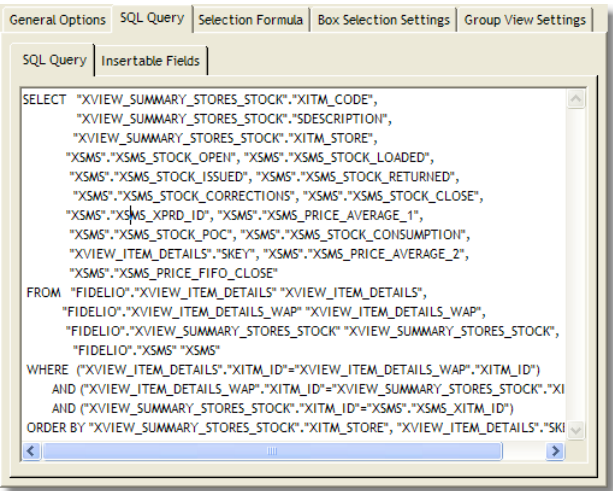 General Options SQL Query Selection Formula Box Selection Settings Group View Settings
SQL Query Insertable Fields
SELECT "XVIEW_SUMMARY_STORES_STOCK"."XITM_CODE",
"XVIEW_SUMMARY_STORES_STOCK"."SDESCRIPTION",
"XVIEW_SUMMARY_STORES_STOCK"."XITM_STORE",
"XSMS"."XSMS_STOCK_OPEN", "XSMS"."XSMS_STOCK_LOADED",
"XSMS"."XSMS_STOCK_ISSUED", "XSMS"."XSMS_STOCK_RETURNED",
"XSMS"."XSMS_STOCK_CORRECTIONS", "XSMS"."XSMS_STOCK_CLOSE",
"XSMS"."XSMS_XPRD_ID", "XSMS"."XSMS_PRICE_AVERAGE_1",
"XSMS"."XSMS_STOCK_POC", "XSMS"."XSMS_STOCK_CONSUMPTION",
"XVIEW_ITEM_DETAILS"."SKEY", "XSMS"."XSMS_PRICE_AVERAGE_2",
"XSMS"."XSMS_PRICE_FIFO_CLOSE"
FROM "FIDELIO"."XVIEW_ITEM_DETAILS" "XVIEW_ITEM_DETAILS",
"FIDELIO"."XVIEW_ITEM_DETAILS_WAP" "XVIEW_ITEM_DETAILS_WAP",
"FIDELIO"."XVIEW_SUMMARY_STORES_STOCK" "XVIEW_SUMMARY_STORES_STOCK",
"FIDELIO"."XSMS" "XSMS"
WHERE ("XVIEW_ITEM_DETAILS"."XITM_ID"="XVIEW_ITEM_DETAILS_WAP"."XITM_ID")
AND ("XVIEW_ITEM_DETAILS_WAP"."XITM_ID"="XVIEW_SUMMARY_STORES_STOCK"."XI
AND ("XVIEW_SUMMARY_STORES_STOCK"."XITM_ID"="XSMS"."XSMS_XITM_ID")
ORDER BY "XVIEW_SUMMARY_STORES_STOCK"."XITM_STORE", "XVIEW_ITEM_DETAILS"."SKI